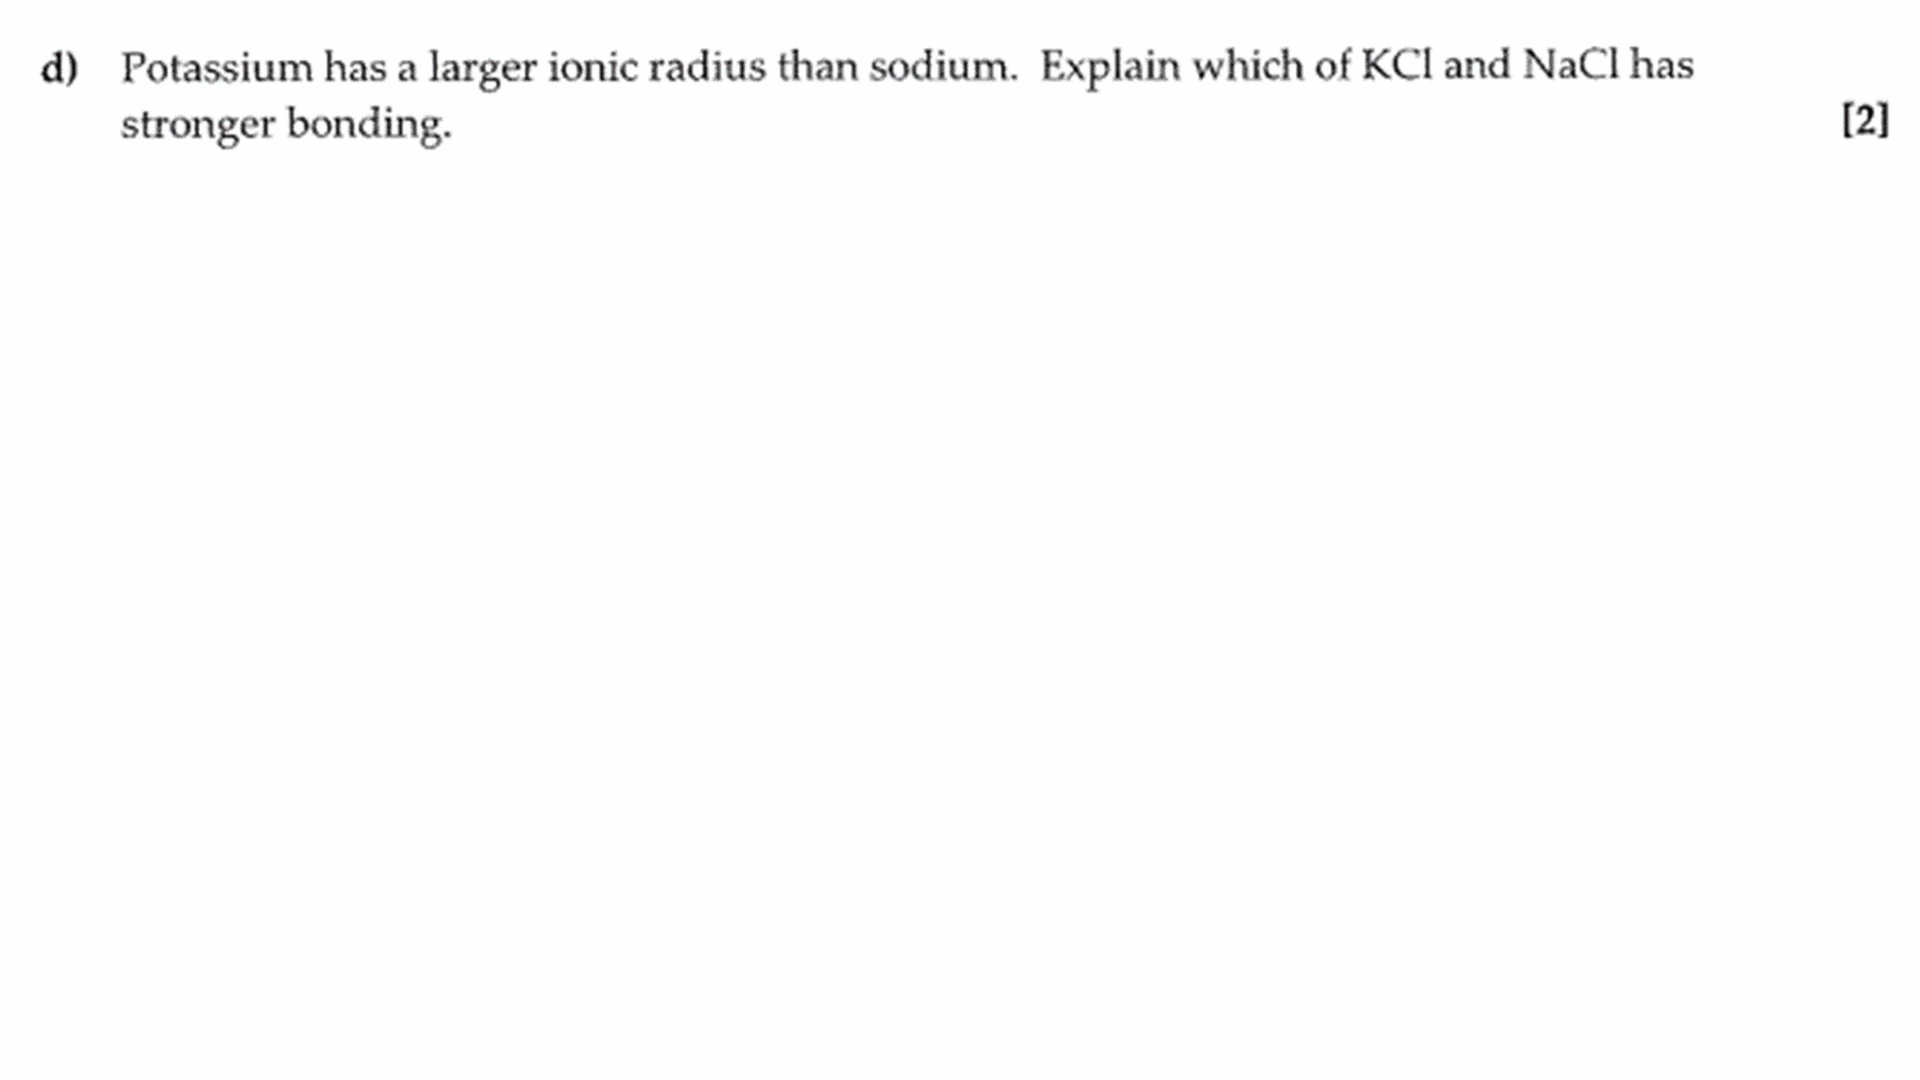 d) Potassium has a larger ionic radius than sodium. Explain which of KCl and NaCl has
stronger bonding. [2]